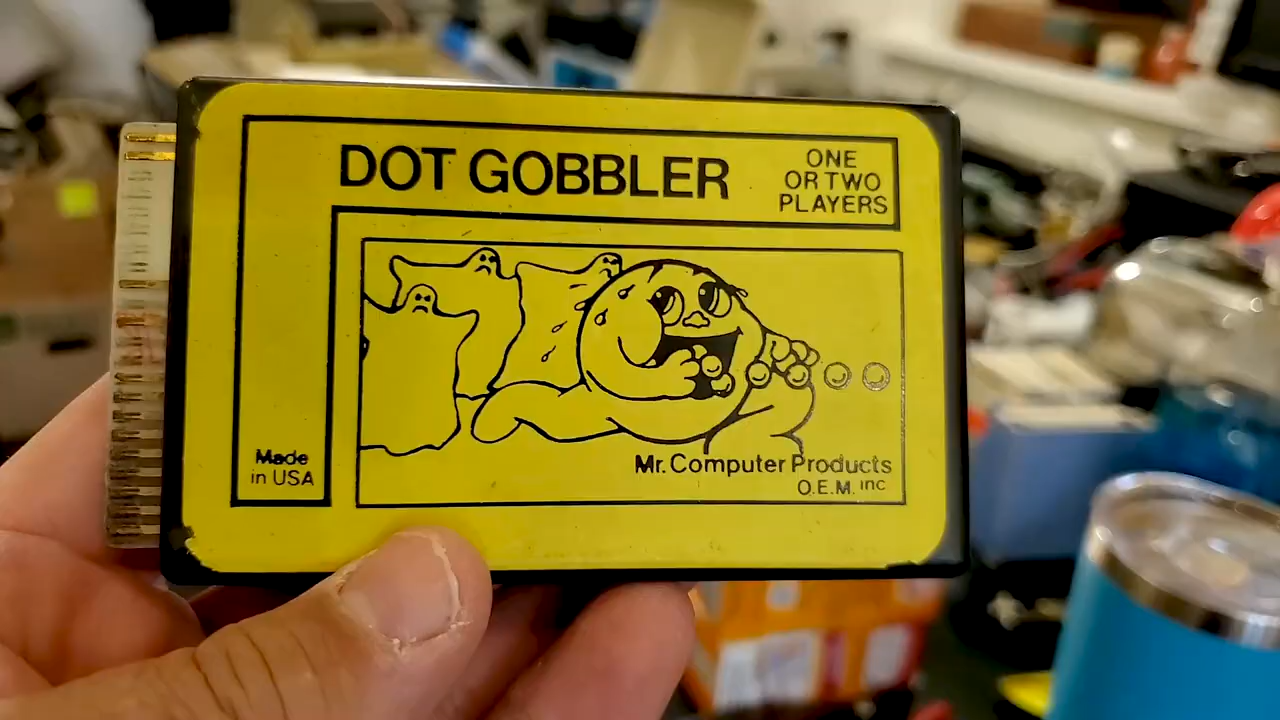 DOT GOBBLER
ONE
OR TWO
PLAYERS
Made
in USA
Mr. Computer Products
O.E.M. inc